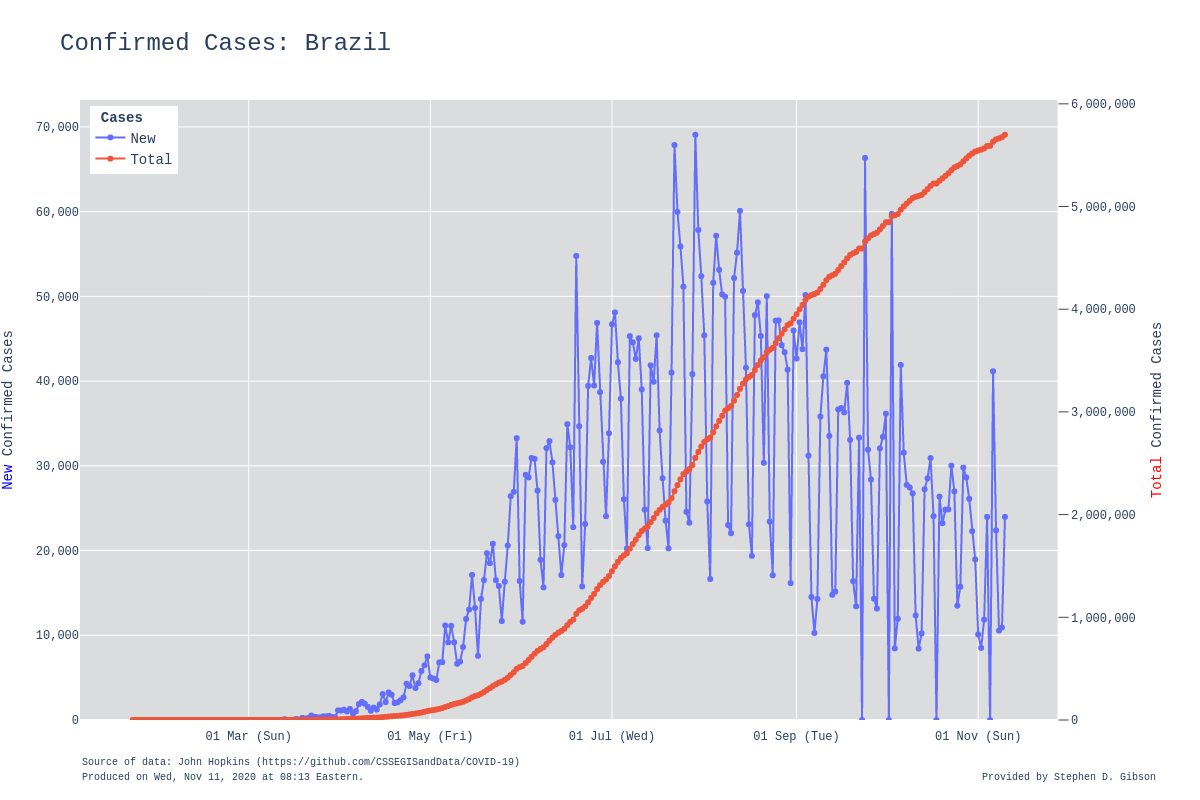 Confirmed Cases: Brazil
Cases
New
Total
70,000
60,000
50,000
40,000
30,000
20,000
10,000
0
New Confirmed Cases
6,000,000
5,000,000
4,000,000
3,000,000
2,000,000
1,000,000
0
Total Confirmed Cases
01 Mar (Sun)
01 May (Fri)
01 Jul (Wed)
01 Sep (Tue)
01 Nov (Sun)
Source of data: John Hopkins (https://github.com/CSSEGISandData/COVID-19)
Produced on Wed, Nov 11, 2020 at 08:13 Eastern.
Provided by Stephen D. Gibson